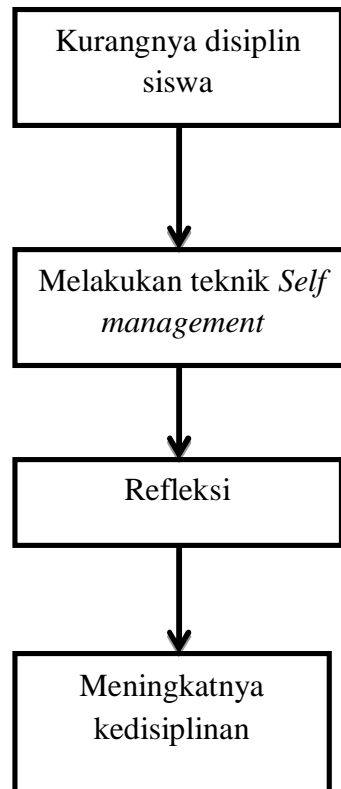 Kurangnya disiplin
siswa
Melakukan teknik Self
management
Refleksi
Meningkatnya
kedisiplinan